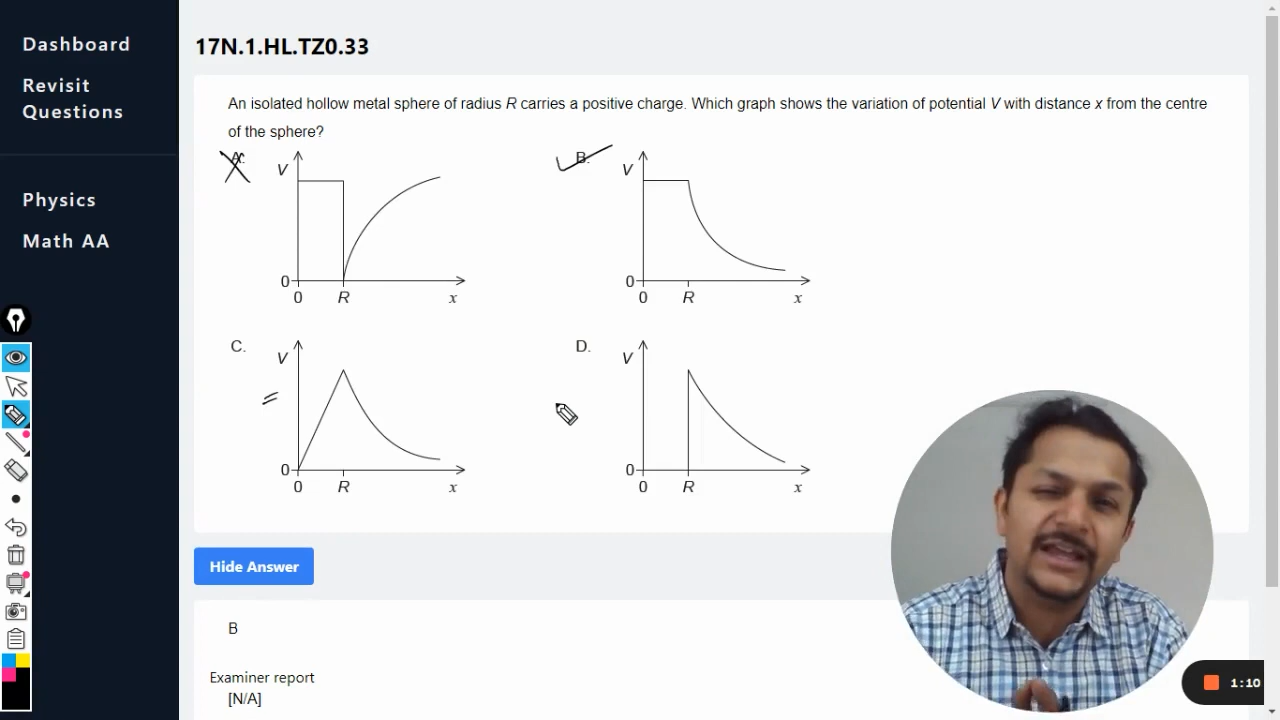 Dashboard
Revisit
Questions
Physics
Math AA
17N.1.HL.TZ0.33
An isolated hollow metal sphere of radius R carries a positive charge. Which graph shows the variation of potential V with distance x from the centre
of the sphere?
A.
V
0
0 R x
B.
V
0
0 R x
C.
V
0
0 R x
D.
V
0
0 R x
Hide Answer
B
Examiner report
[N/A]
1:10